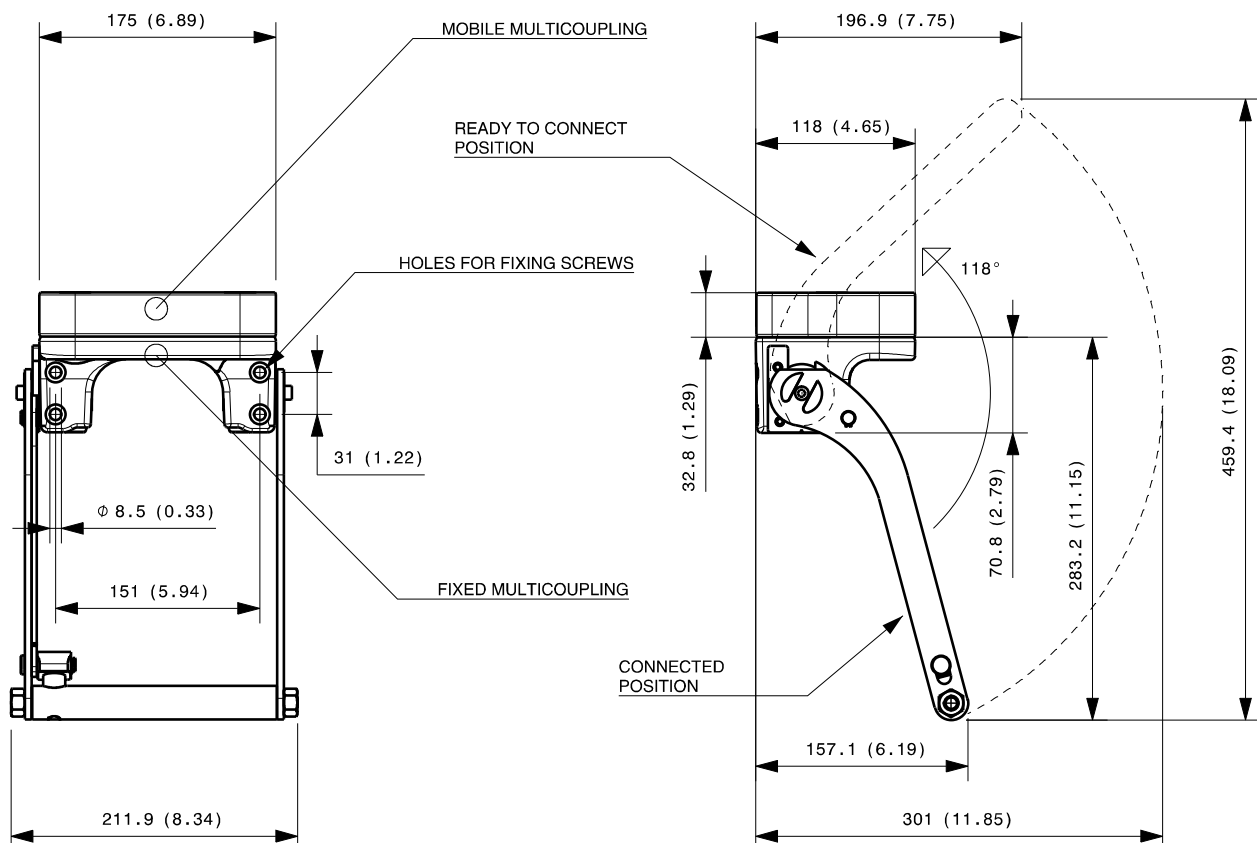 175 (6.89)
MOBILE MULTICOUPLING
196.9 (7.75)
READY TO CONNECT
POSITION
118 (4.65)
HOLES FOR FIXING SCREWS
118°
32.8 (1.29)
31 (1.22)
459.4 (18.09)
Φ 8.5 (0.33)
70.8 (2.79)
283.2 (11.15)
151 (5.94)
FIXED MULTICOUPLING
CONNECTED
POSITION
157.1 (6.19)
211.9 (8.34)
301 (11.85)